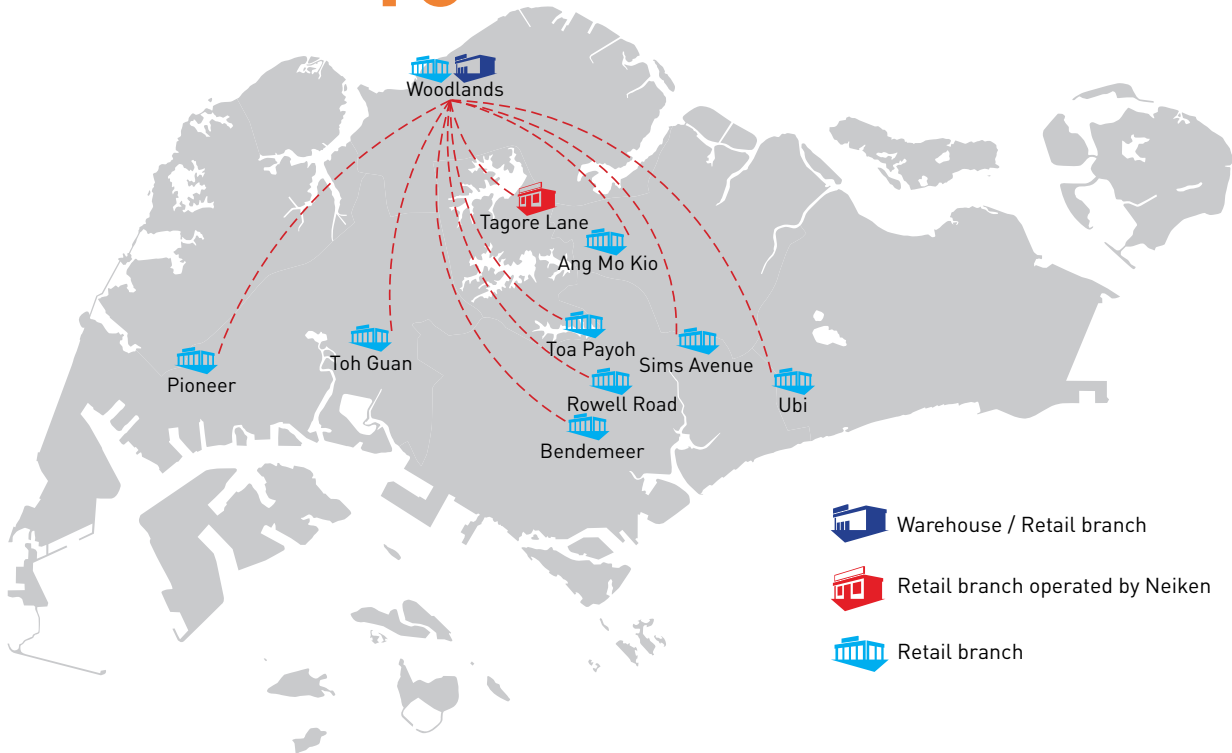 Woodlands
Tagore Lane
Ang Mo Kio
Toa Payoh
Toh Guan
Sims Avenue
Pioneer
Rowell Road
Ubi
Bendemeer
Warehouse / Retail branch
Retail branch operated by Neiken
Retail branch